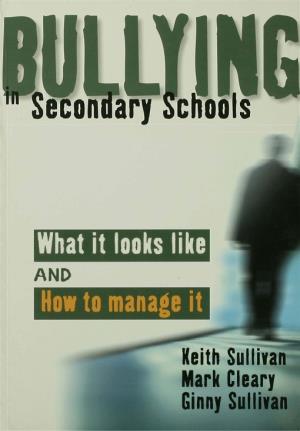 BULLYING
in Secondary Schools
What it looks like
AND
How to manage it
Keith Sullivan
Mark Cleary
Ginny Sullivan